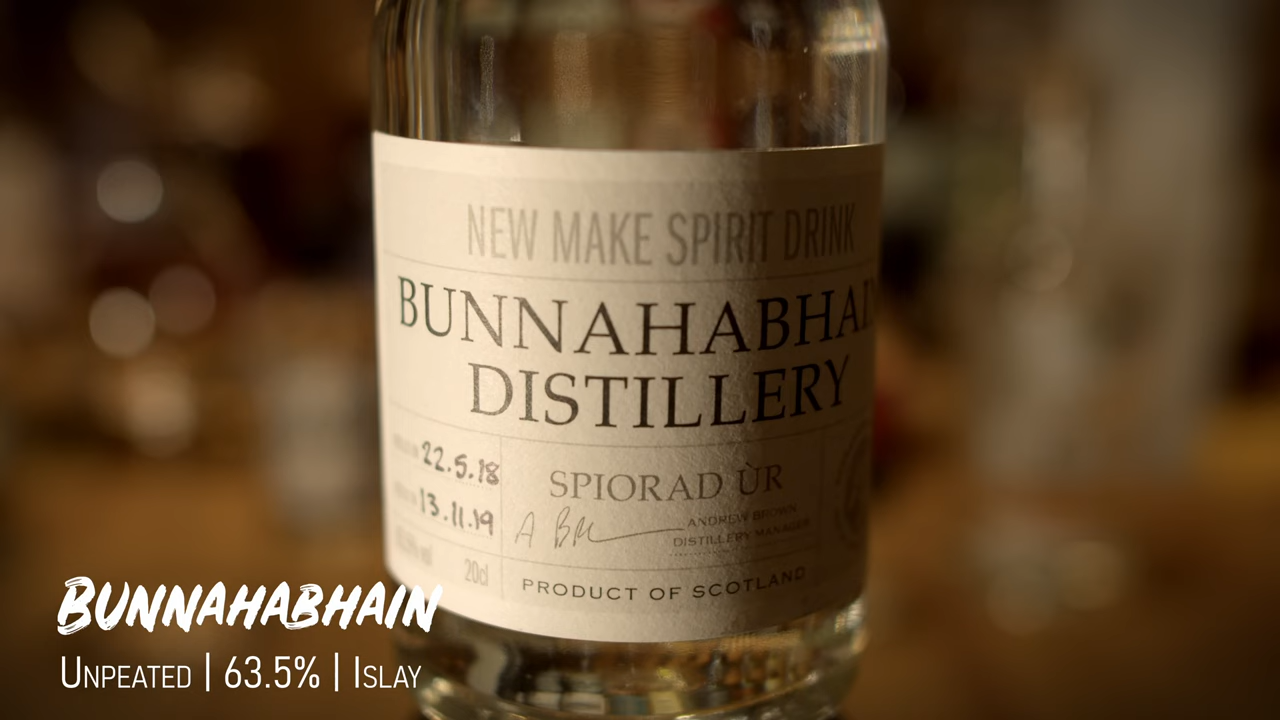 NEW MAKE SPIRIT DRINK
BUNNAHABHAI
DISTILLERY
22.5.18
13.11.19
SPIORAD ÙR
A BR
ANDREW BROWN
DISTILLERY MANAGER
20cl
PRODUCT OF SCOTLAND
BUNNAHABHAIN
UNPEATED | 63.5% | ISLAY